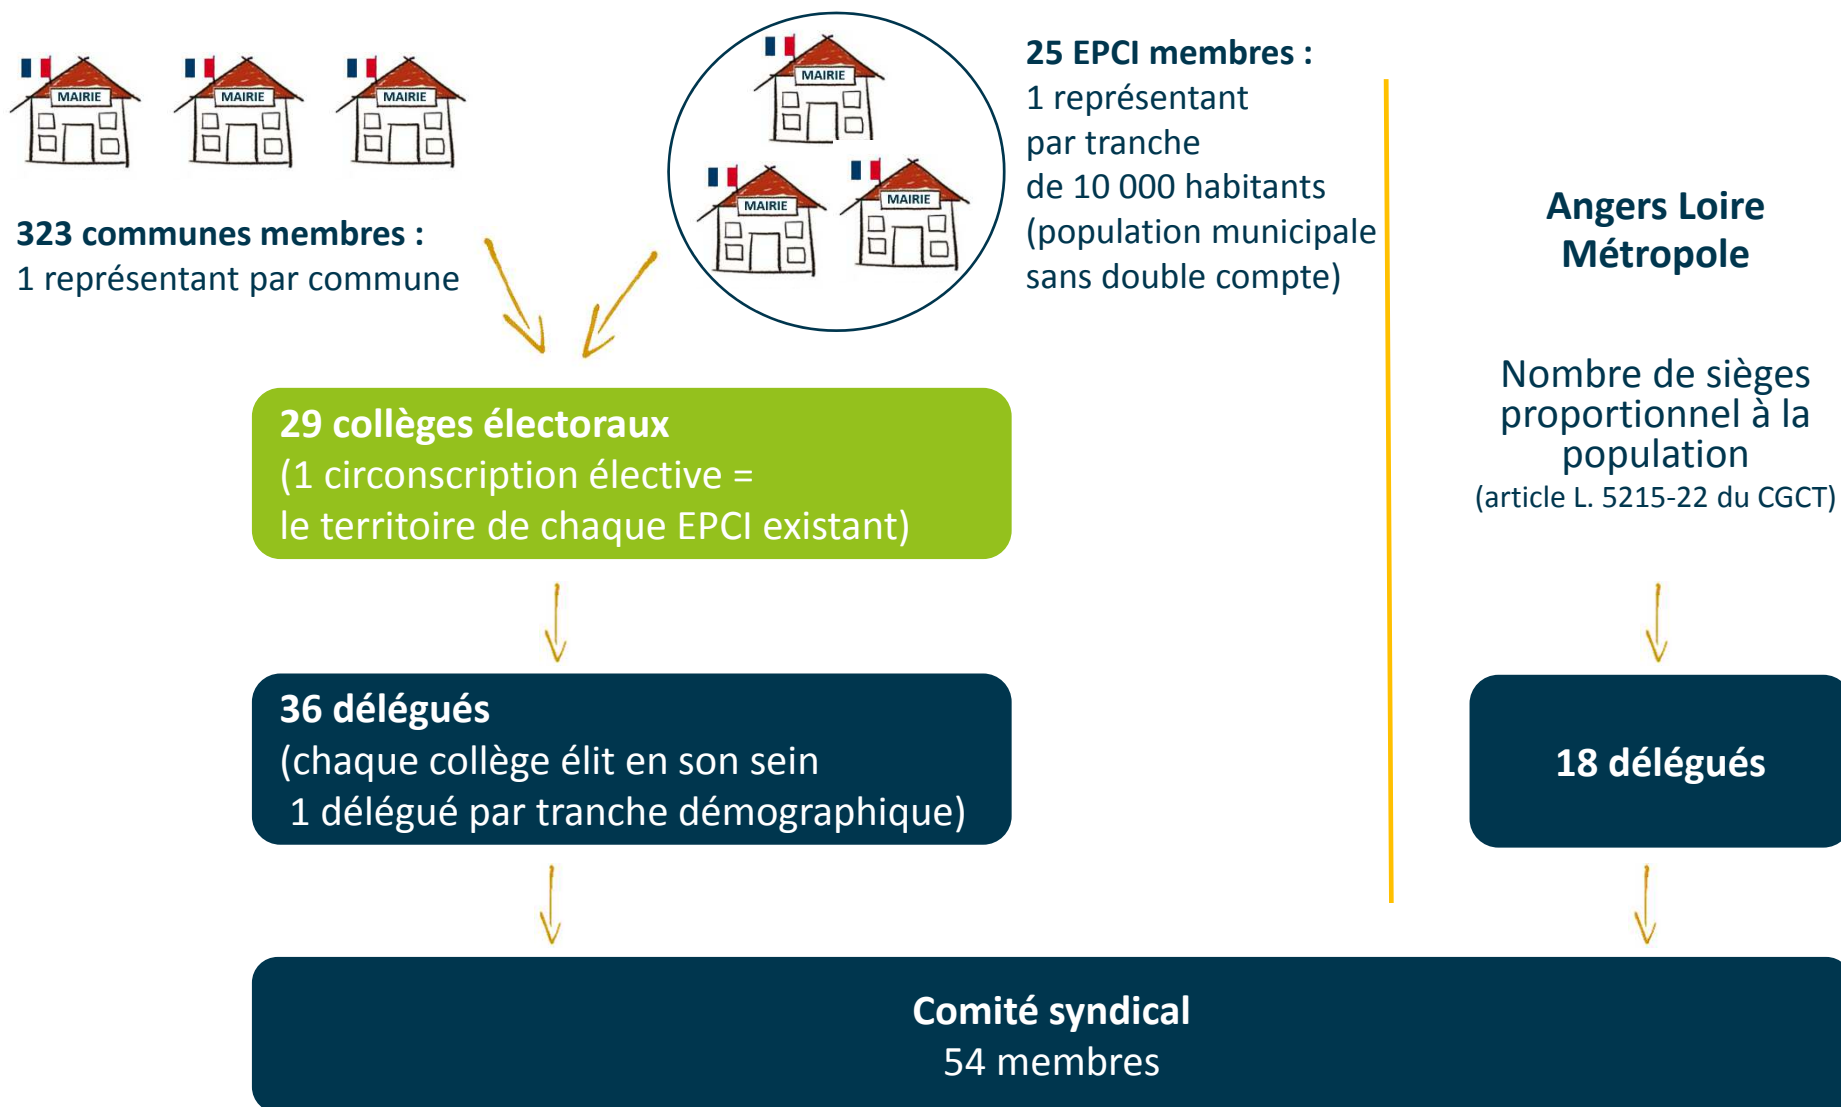 MAIRIE
MAIRIE
MAIRIE
323 communes membres :
1 représentant par commune
MAIRIE
MAIRIE
MAIRIE
25 EPCI membres :
1 représentant
par tranche
de 10 000 habitants
(population municipale
sans double compte)
Angers Loire
Métropole
Nombre de sièges
proportionnel à la
population
(article L. 5215-22 du CGCT)
29 collèges électoraux
(1 circonscription élective =
le territoire de chaque EPCI existant)
36 délégués
(chaque collège élit en son sein
1 délégué par tranche démographique)
18 délégués
Comité syndical
54 membres